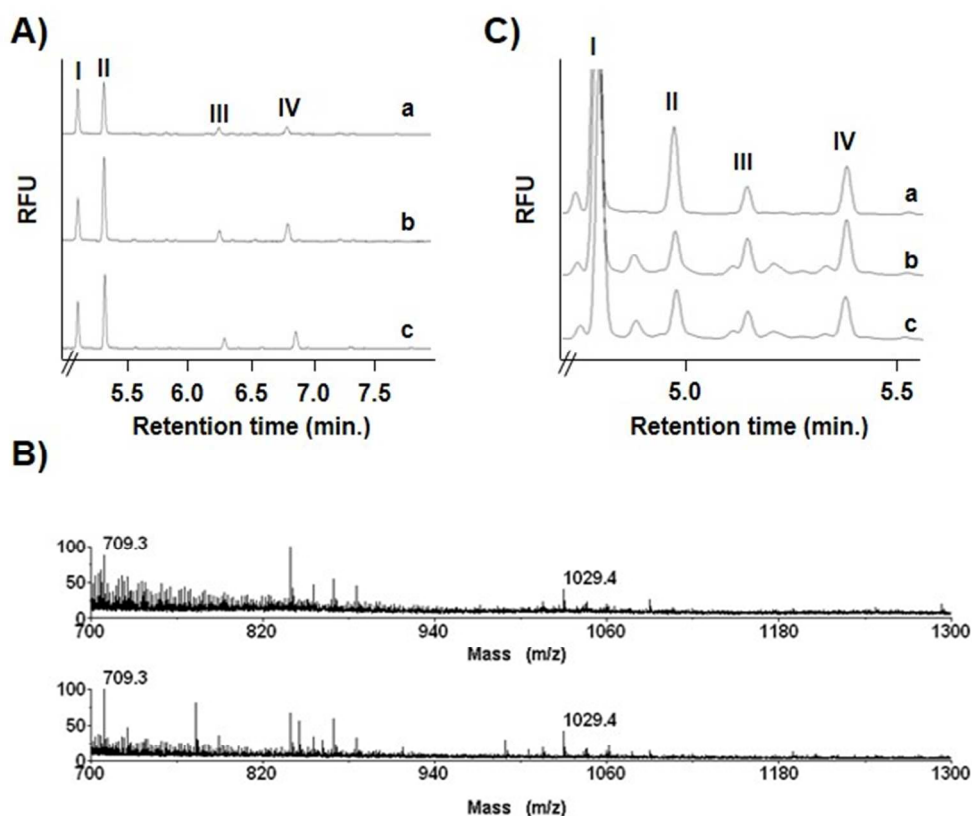 A)
I II III IV
a
b
c
RFU
5.5 6.0 6.5 7.0 7.5
Retention time (min.)
C)
I
II
III
IV
a
b
c
RFU
5.0 5.5
Retention time (min.)
B)
100
50
0
709.3
1029.4
700 820 940 1060 1180 1300
Mass (m/z)
100
50
0
709.3
1029.4
700 820 940 1060 1180 1300
Mass (m/z)